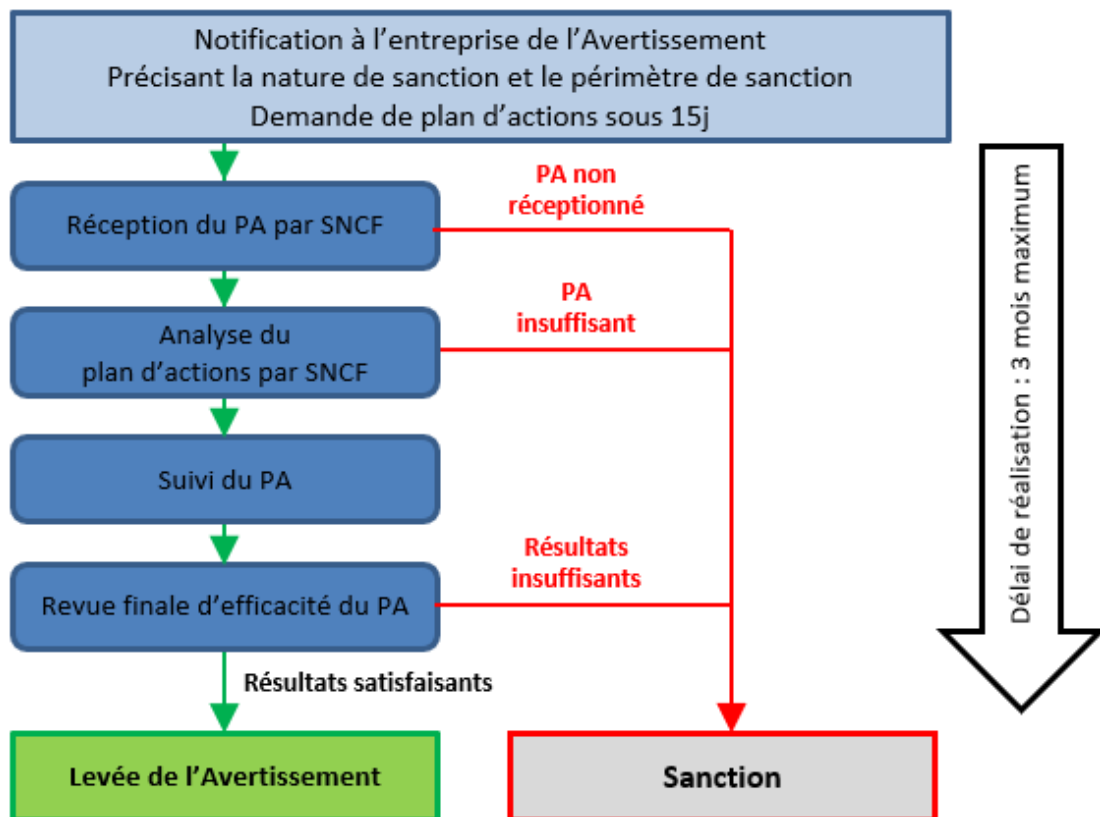 Notification à l’entreprise de l’Avertissement
Précisant la nature de sanction et le périmètre de sanction
Demande de plan d’actions sous 15j
PA non
réceptionné
Réception du PA par SNCF
PA
insuffisant
Analyse du
plan d’actions par SNCF
Suivi du PA
Résultats
insuffisants
Revue finale d’efficacité du PA
Résultats satisfaisants
Levée de l’Avertissement
Sanction
Délai de réalisation : 3 mois maximum